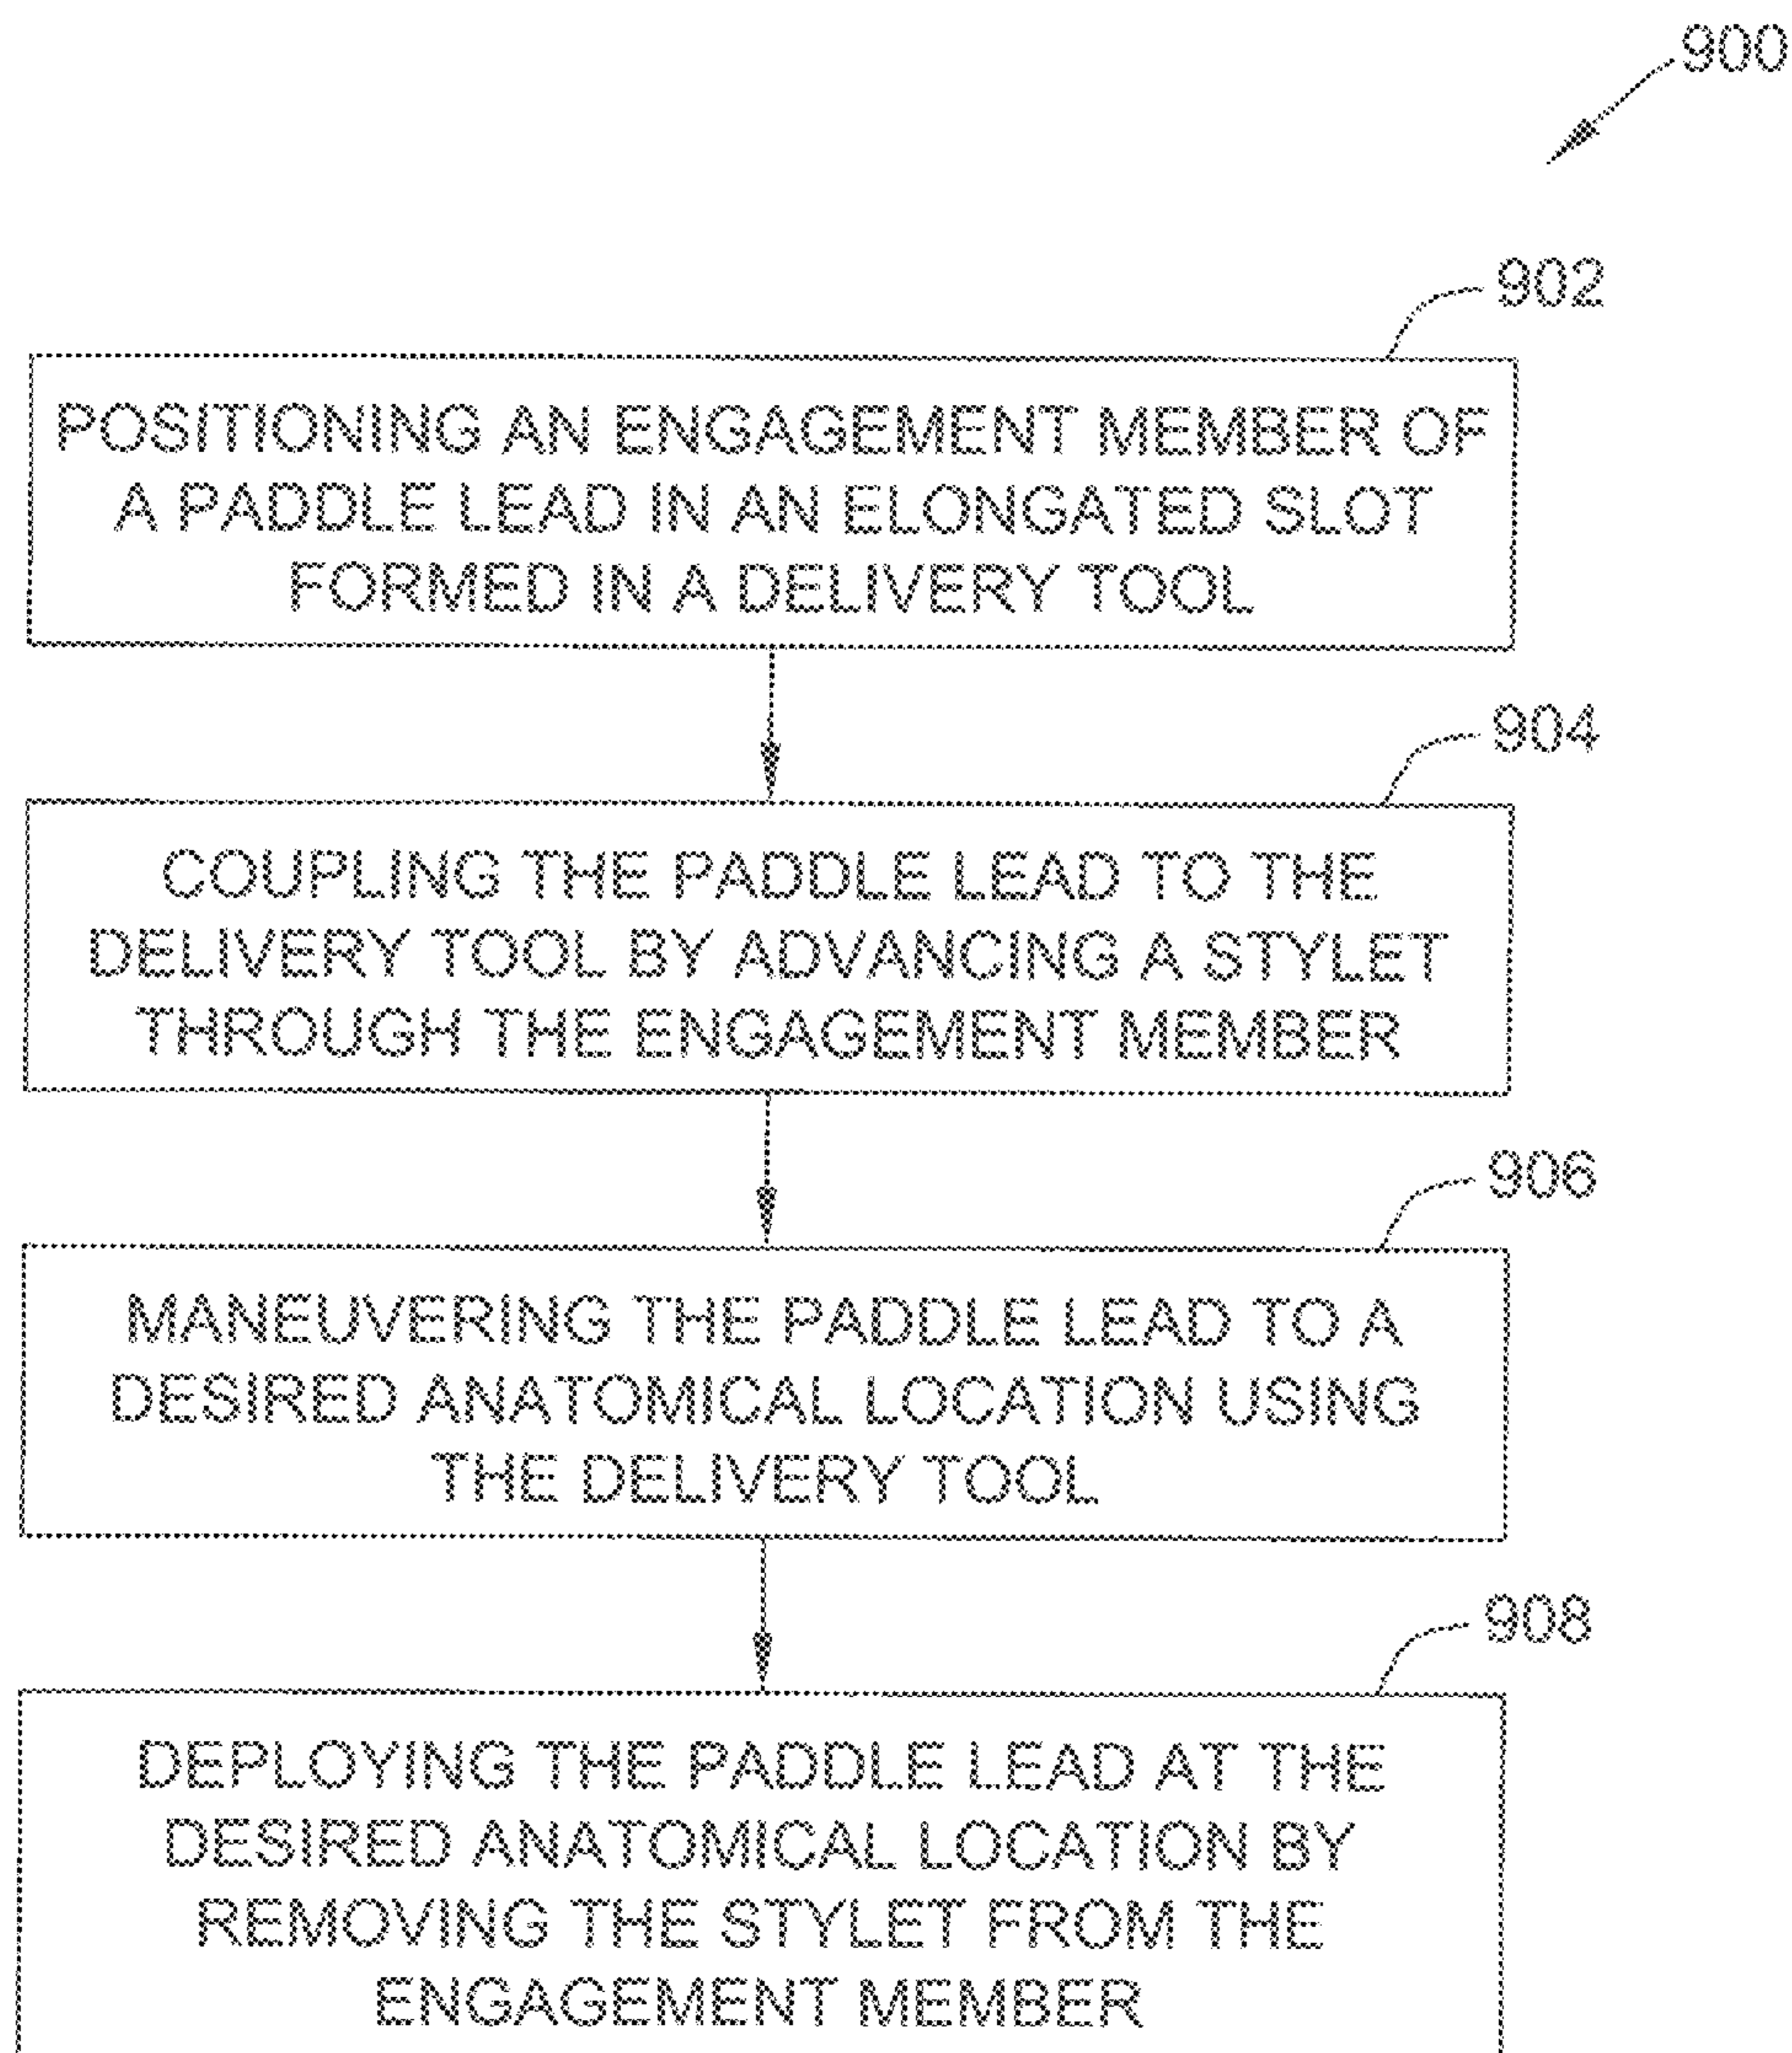 900
902
POSITIONING AN ENGAGEMENT MEMBER OF
A PADDLE LEAD IN AN ELONGATED SLOT
FORMED IN A DELIVERY TOOL
904
COUPLING THE PADDLE LEAD TO THE
DELIVERY TOOL BY ADVANCING A STYLET
THROUGH THE ENGAGEMENT MEMBER
906
MANEUVERING THE PADDLE LEAD TO A
DESIRED ANATOMICAL LOCATION USING
THE DELIVERY TOOL
908
DEPLOYING THE PADDLE LEAD AT THE
DESIRED ANATOMICAL LOCATION BY
REMOVING THE STYLET FROM THE
ENGAGEMENT MEMBER